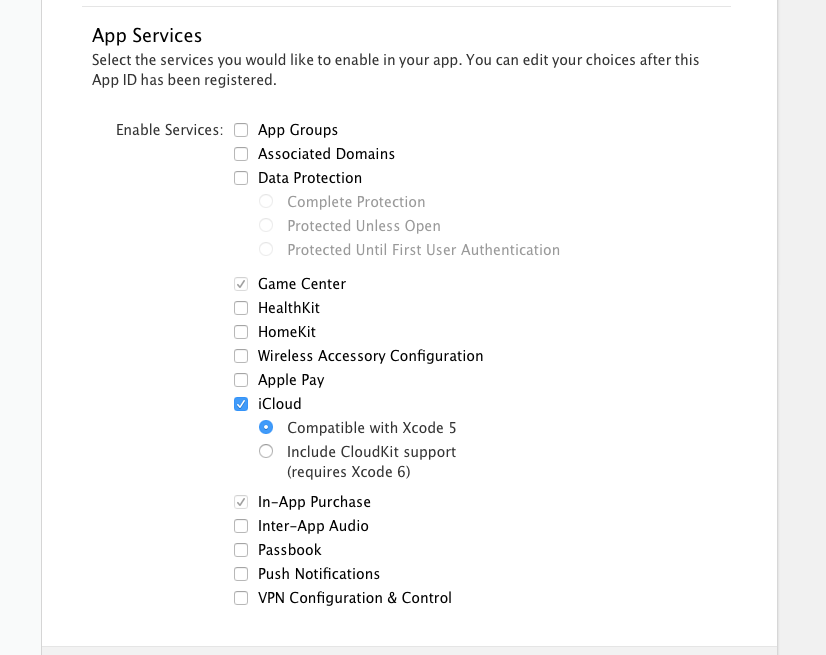 App Services
Select the services you would like to enable in your app. You can edit your choices after this
App ID has been registered.
Enable Services:
App Groups
Associated Domains
Data Protection
Complete Protection
Protected Unless Open
Protected Until First User Authentication
Game Center
HealthKit
HomeKit
Wireless Accessory Configuration
Apple Pay
iCloud
Compatible with Xcode 5
Include CloudKit support
(requires Xcode 6)
In-App Purchase
Inter-App Audio
Passbook
Push Notifications
VPN Configuration & Control